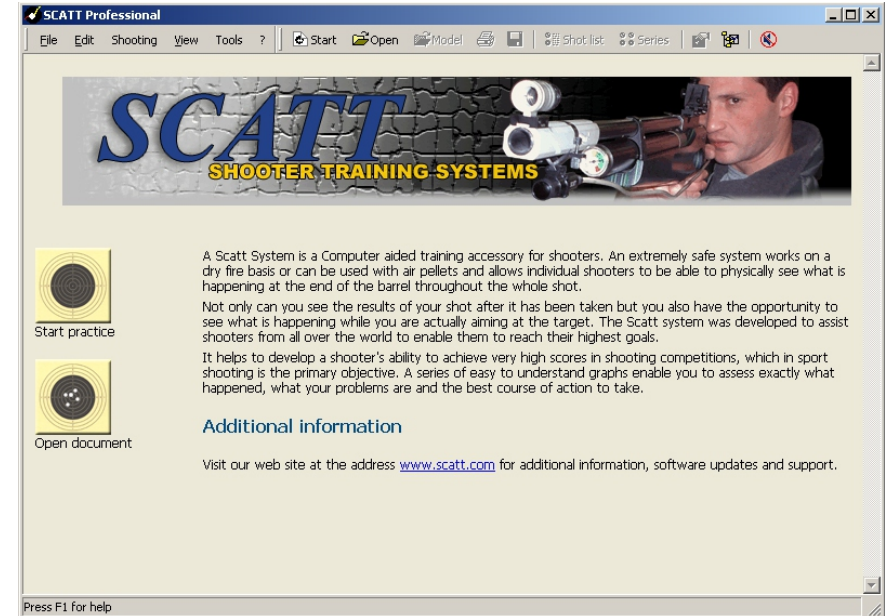 SCATT Professional
File Edit Shooting View Tools ? Start Open Model Shot list Series
SCATT
SHOOTER TRAINING SYSTEMS
A Scatt System is a Computer aided training accessory for shooters. An extremely safe system works on a
dry fire basis or can be used with air pellets and allows individual shooters to be able to physically see what is
happening at the end of the barrel throughout the whole shot.
Not only can you see the results of your shot after it has been taken but you also have the opportunity to
see what is happening while you are actually aiming at the target. The Scatt system was developed to assist
shooters from all over the world to enable them to reach their highest goals.
It helps to develop a shooter's ability to achieve very high scores in shooting competitions, which in sport
shooting is the primary objective. A series of easy to understand graphs enable you to assess exactly what
happened, what your problems are and the best course of action to take.
Start practice
Open document
Additional information
Visit our web site at the address www.scatt.com for additional information, software updates and support.
Press F1 for help